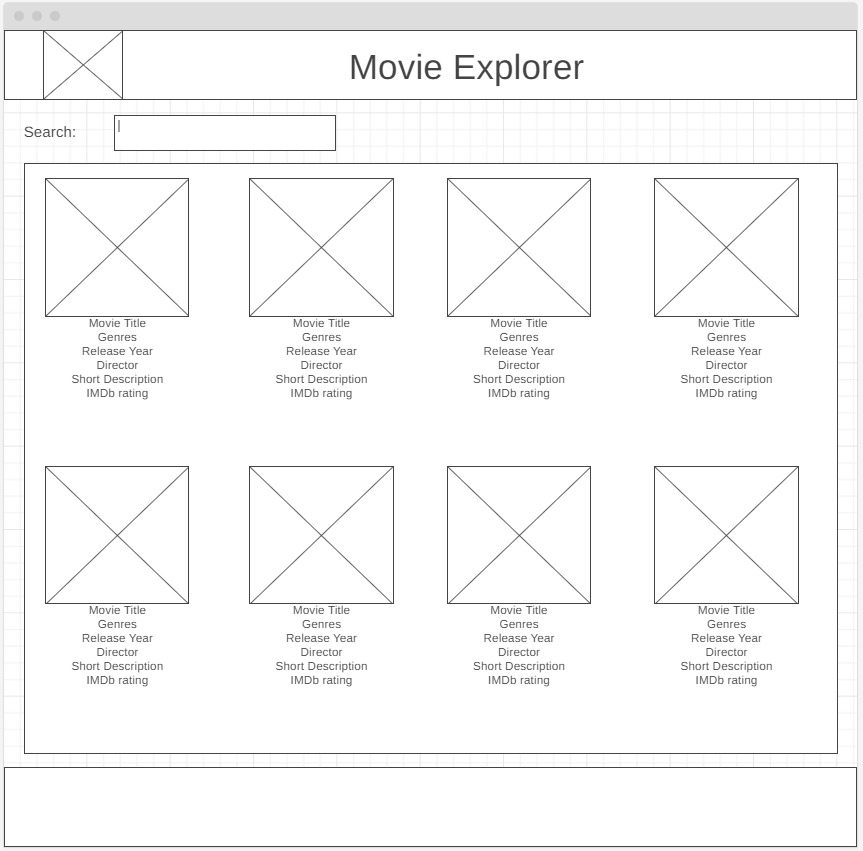 Movie Explorer
Search:
Movie Title
Genres
Release Year
Director
Short Description
IMDb rating
Movie Title
Genres
Release Year
Director
Short Description
IMDb rating
Movie Title
Genres
Release Year
Director
Short Description
IMDb rating
Movie Title
Genres
Release Year
Director
Short Description
IMDb rating
Movie Title
Genres
Release Year
Director
Short Description
IMDb rating
Movie Title
Genres
Release Year
Director
Short Description
IMDb rating
Movie Title
Genres
Release Year
Director
Short Description
IMDb rating
Movie Title
Genres
Release Year
Director
Short Description
IMDb rating